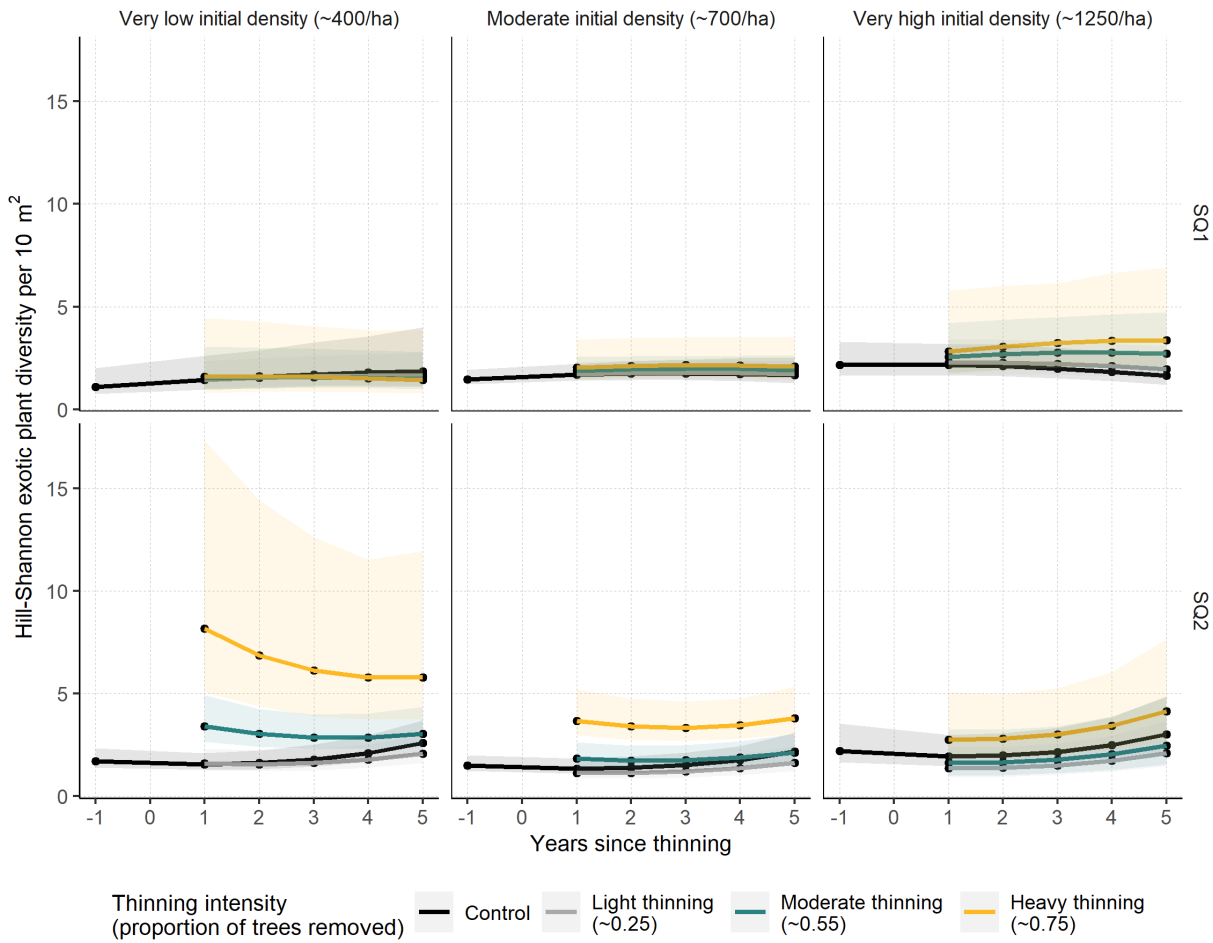 Very low initial density (~400/ha)
Moderate initial density (~700/ha)
Very high initial density (~1250/ha)
Hill-Shannon exotic plant diversity per 10 m²
15
10
5
0
SQ1
15
10
5
0
SQ2
-1 0 1 2 3 4 5
-1 0 1 2 3 4 5
-1 0 1 2 3 4 5
Years since thinning
Thinning intensity
(proportion of trees removed)
Control
Light thinning
(~0.25)
Moderate thinning
(~0.55)
Heavy thinning
(~0.75)